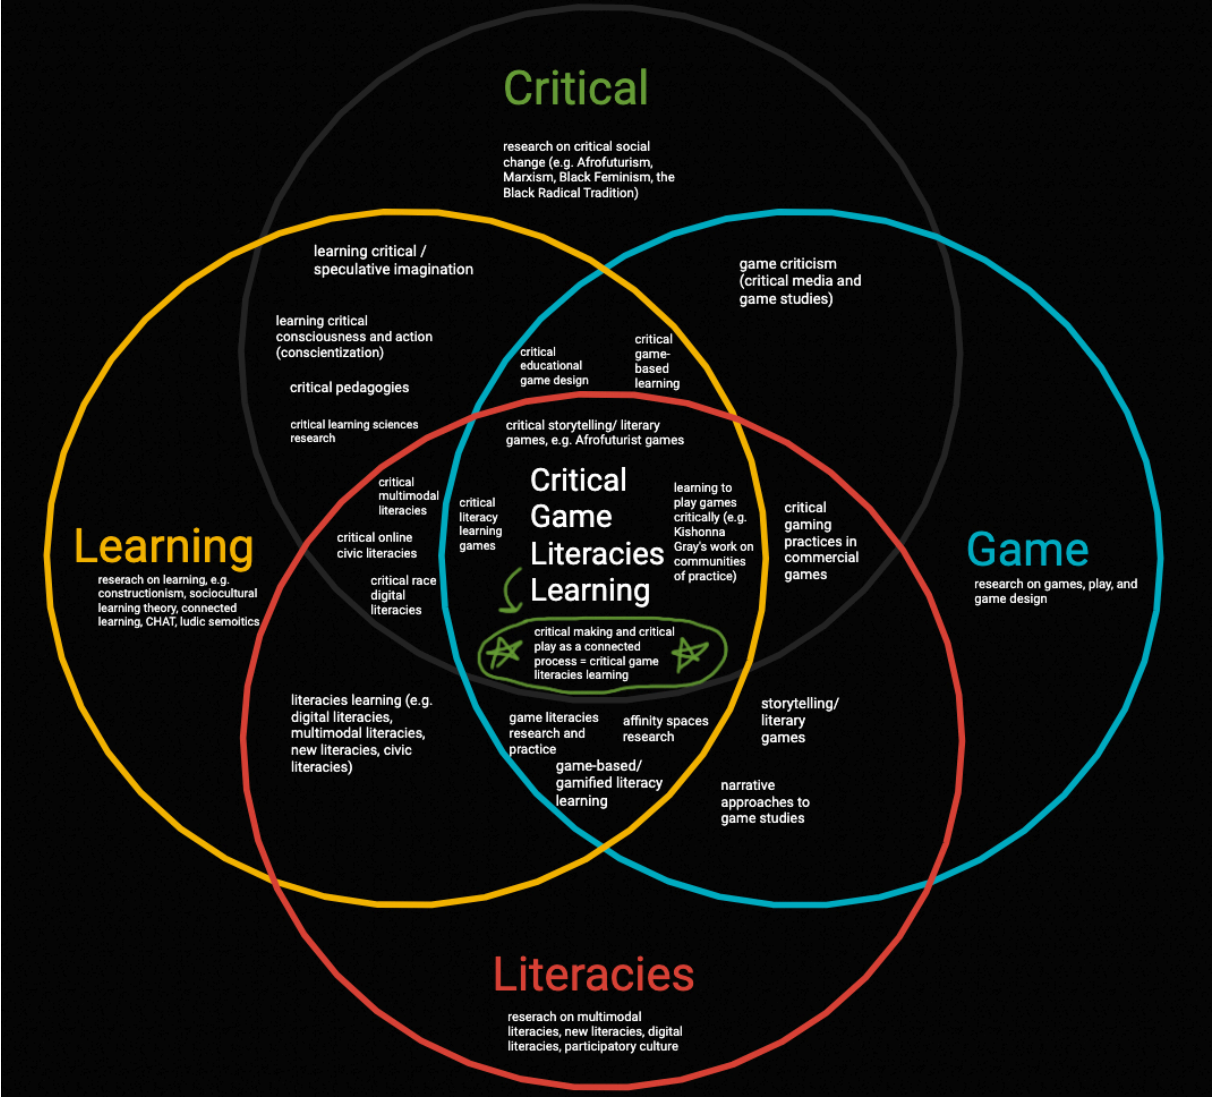 Critical
research on critical social
change (e.g. Afrofuturism,
Marxism, Black Feminism, the
Black Radical Tradition)
learning critical /
speculative imagination
game criticism
(critical media and
game studies)
learning critical
consciousness and action
(conscientization)
critical
educational
game design
critical
game-
based
learning
critical pedagogies
critical learning sciences
research
critical storytelling/ literary
games, e.g. Afrofuturist games
critical
multimodal
literacies
critical online
civic literacies
critical race
digital
literacies
critical
literacy
learning
games
Critical
Game
Literacies
Learning
learning to
play games
critically (e.g.
Kishonna
Gray's work on
communities
of practice)
critical
gaming
practices in
commercial
games
Learning
reserach on learning, e.g.
constructionism, sociocultural
learning theory, connected
learning, CHAT, ludic semoitics
Game
research on games, play, and
game design
critical making and critical
play as a connected
process = critical game
literacies learning
literacies learning (e.g.
digital literacies,
multimodal literacies,
new literacies, civic
literacies)
game literacies
research and
practice
affinity spaces
research
game-based/
gamified literacy
learning
storytelling/
literary
games
narrative
approaches to
game studies
Literacies
reserach on multimodal
literacies, new literacies, digital
literacies, participatory culture